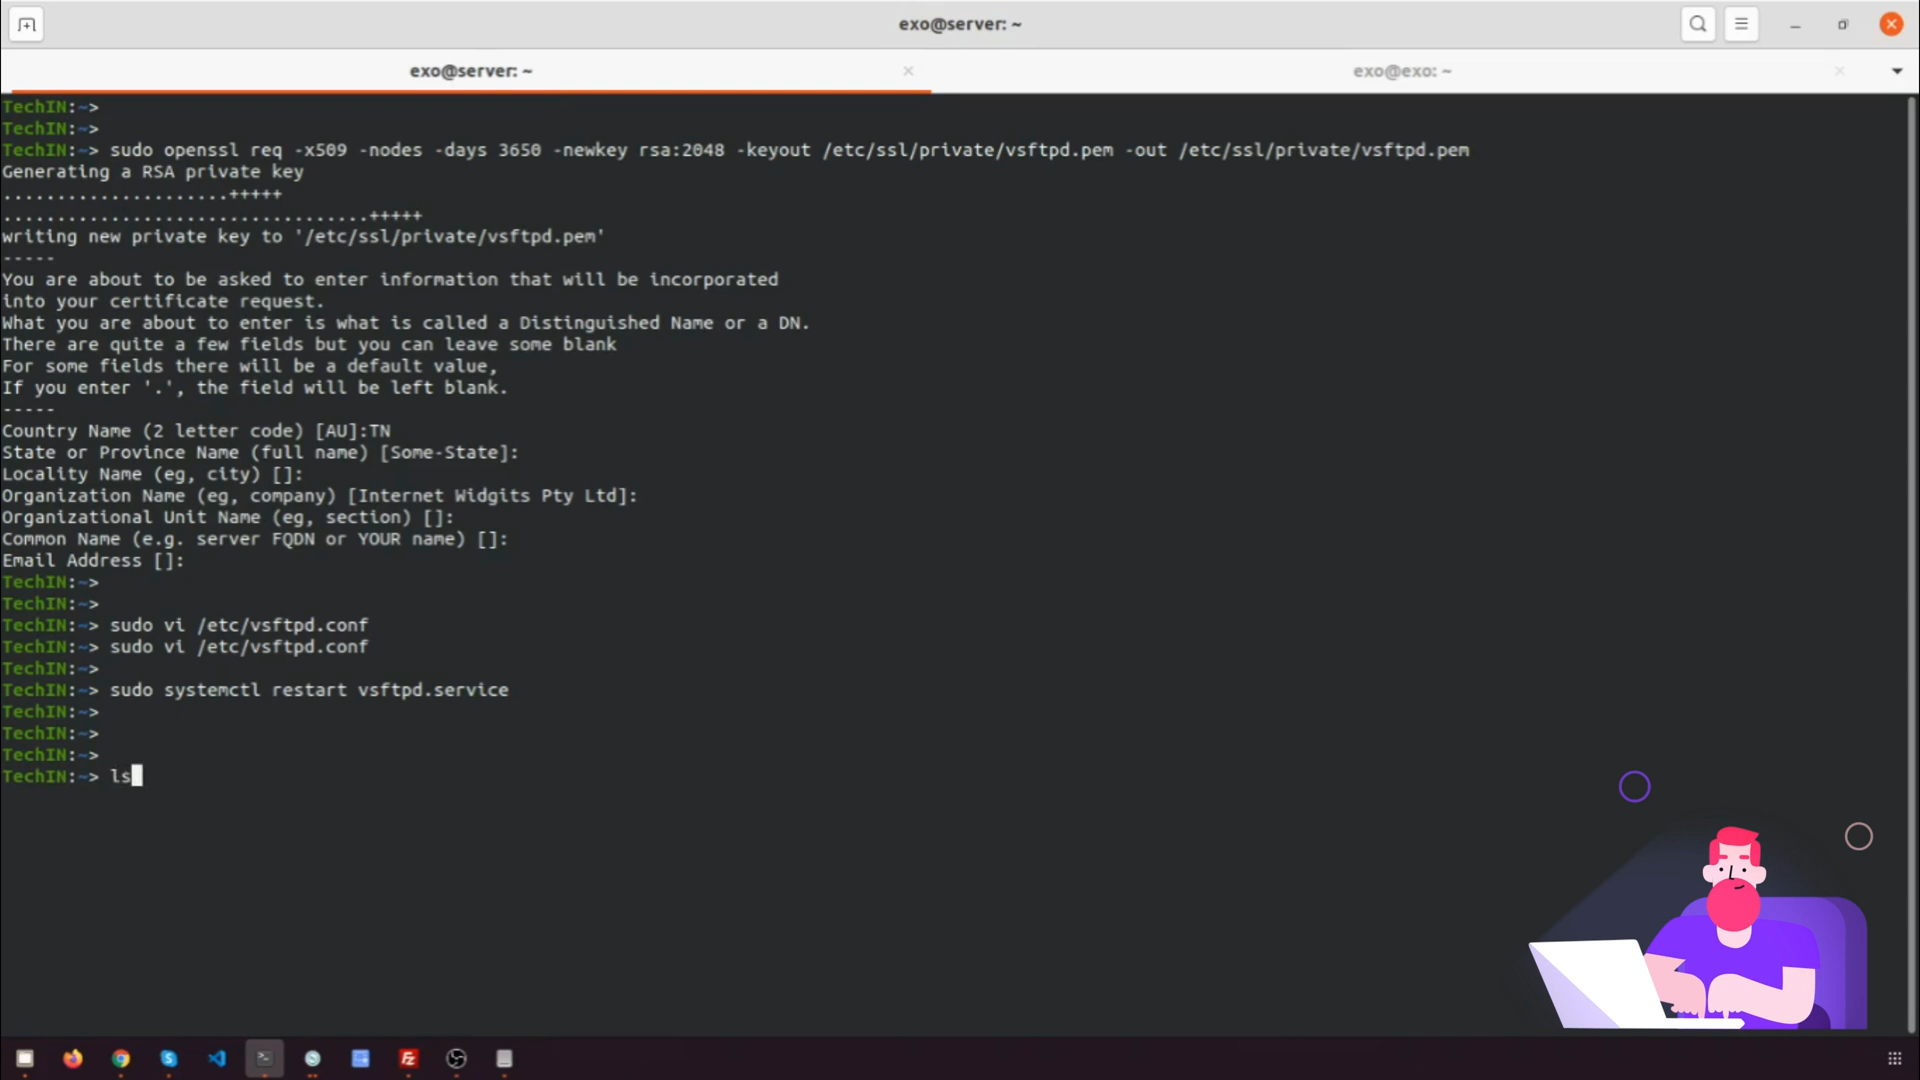 exo@server: ~
exo@server: ~
exo@exo: ~
TechIN:~>
TechIN:~>
TechIN:~> sudo openssl req -x509 -nodes -days 3650 -newkey rsa:2048 -keyout /etc/ssl/private/vsftpd.pem -out /etc/ssl/private/vsftpd.pem
Generating a RSA private key
.....................+++++
..................................+++++
writing new private key to '/etc/ssl/private/vsftpd.pem'
-----
You are about to be asked to enter information that will be incorporated
into your certificate request.
What you are about to enter is what is called a Distinguished Name or a DN.
There are quite a few fields but you can leave some blank
For some fields there will be a default value,
If you enter '.', the field will be left blank.
-----
Country Name (2 letter code) [AU]:TN
State or Province Name (full name) [Some-State]:
Locality Name (eg, city) []:
Organization Name (eg, company) [Internet Widgits Pty Ltd]:
Organizational Unit Name (eg, section) []:
Common Name (e.g. server FQDN or YOUR name) []:
Email Address []:
TechIN:~>
TechIN:~>
TechIN:~> sudo vi /etc/vsftpd.conf
TechIN:~> sudo vi /etc/vsftpd.conf
TechIN:~>
TechIN:~> sudo systemctl restart vsftpd.service
TechIN:~>
TechIN:~>
TechIN:~>
TechIN:~> ls